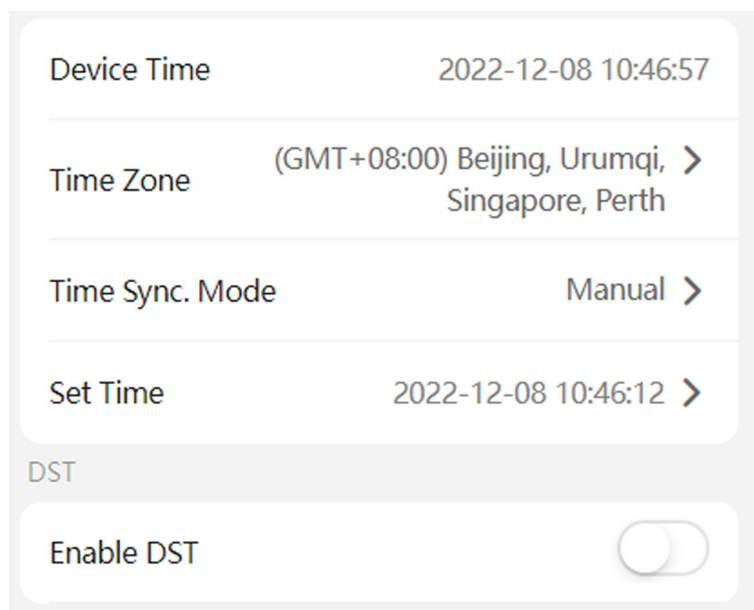 Device Time 2022-12-08 10:46:57
Time Zone (GMT+08:00) Beijing, Urumqi,
Singapore, Perth
Time Sync. Mode Manual
Set Time 2022-12-08 10:46:12
DST
Enable DST